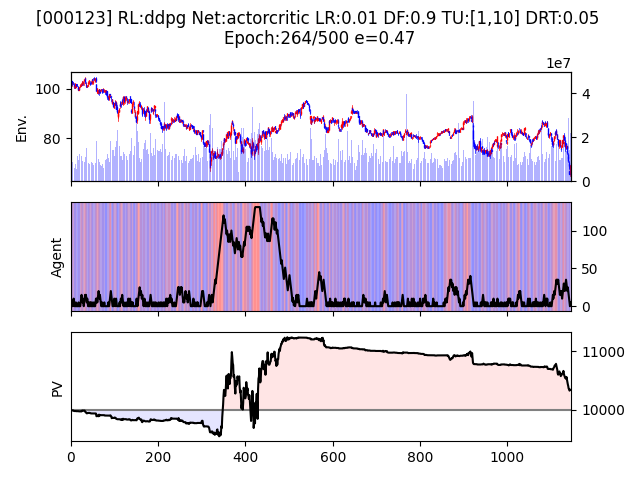 [000123] RL:ddpg Net:actorcritic LR:0.01 DF:0.9 TU:[1,10] DRT:0.05
Epoch:264/500 e=0.47
1e7
Env.
100
80
4
2
0
Agent
100
50
0
PV
11000
10000
0
200
400
600
800
1000